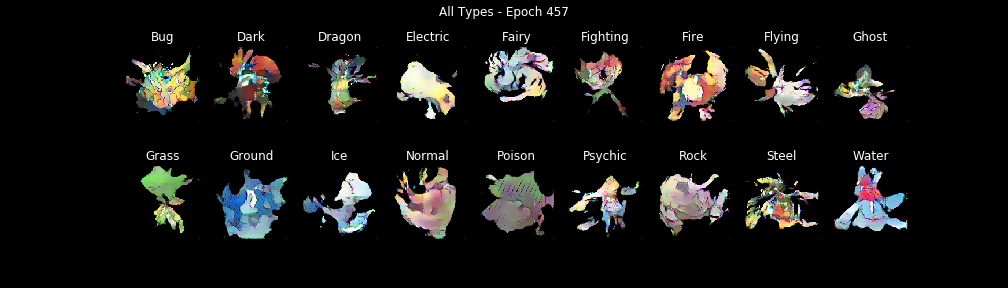 All Types - Epoch 457
Bug Dark Dragon Electric Fairy Fighting Fire Flying Ghost
Grass Ground Ice Normal Poison Psychic Rock Steel Water